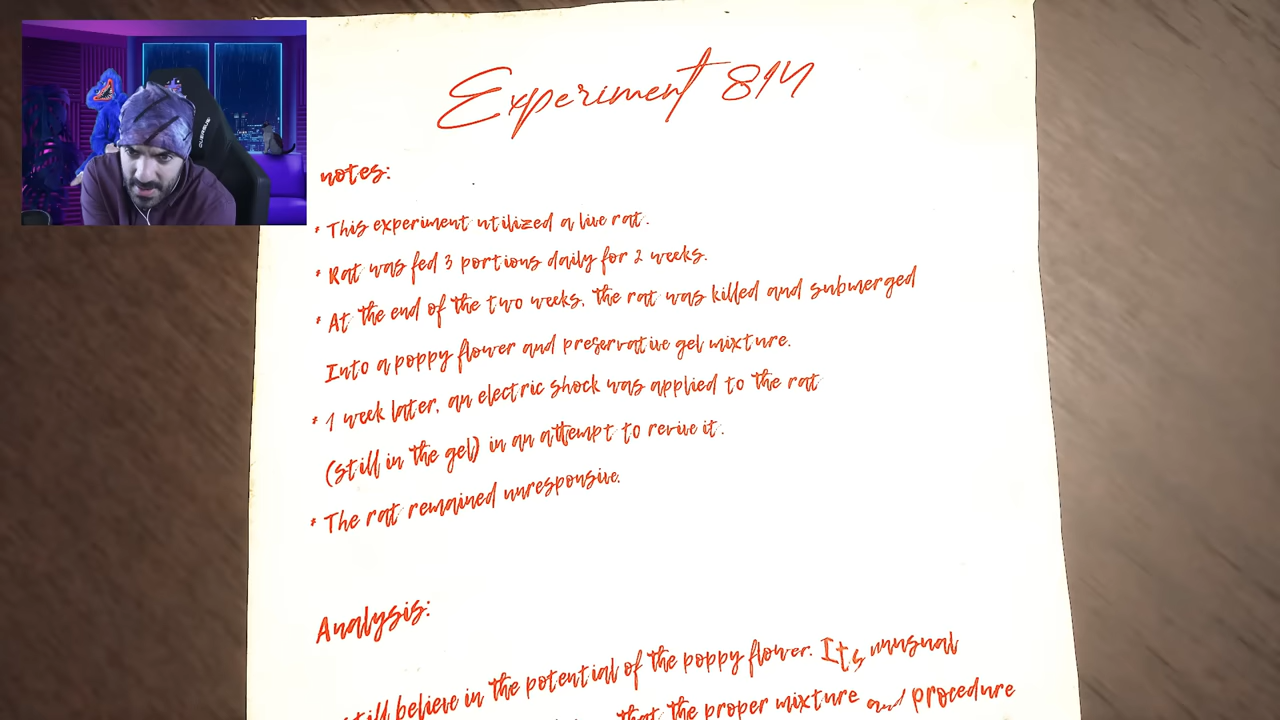 Experiment 814
notes:
* This experiment utilized a live rat.
* Rat was fed 3 portions daily for 2 weeks.
* At the end of the two weeks, the rat was killed and submerged
Into a poppy flower and preservative gel mixture.
* 1 week later, an electric shock was applied to the rat
(still in the gel) in an attempt to revive it.
* The rat remained unresponsive.
Analysis:
still believe in the potential of the poppy flower. Its unusual
that the proper mixture and procedure